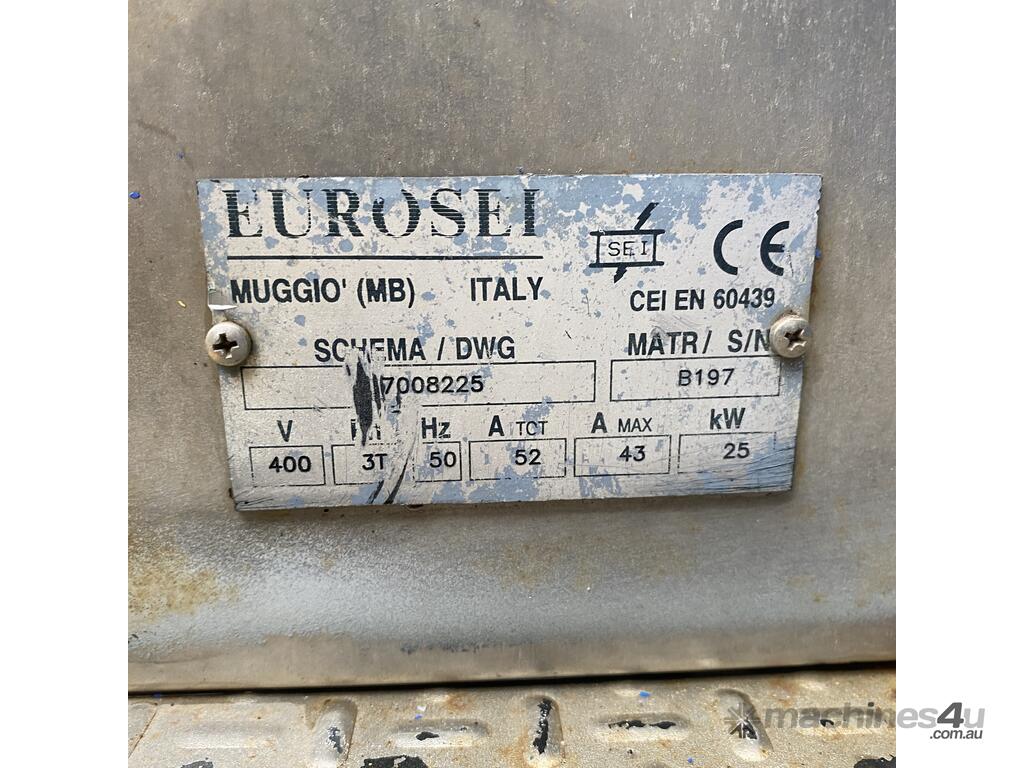 EUROSEI
SEI
CE
MUGGIO' (MB) ITALY
CEI EN 60439
SCHEMA / DWG MATR/ S/N
7008225 B197
V Hz A TOT A MAX kW
400 3T 50 52 43 25
machines4u
.com.au